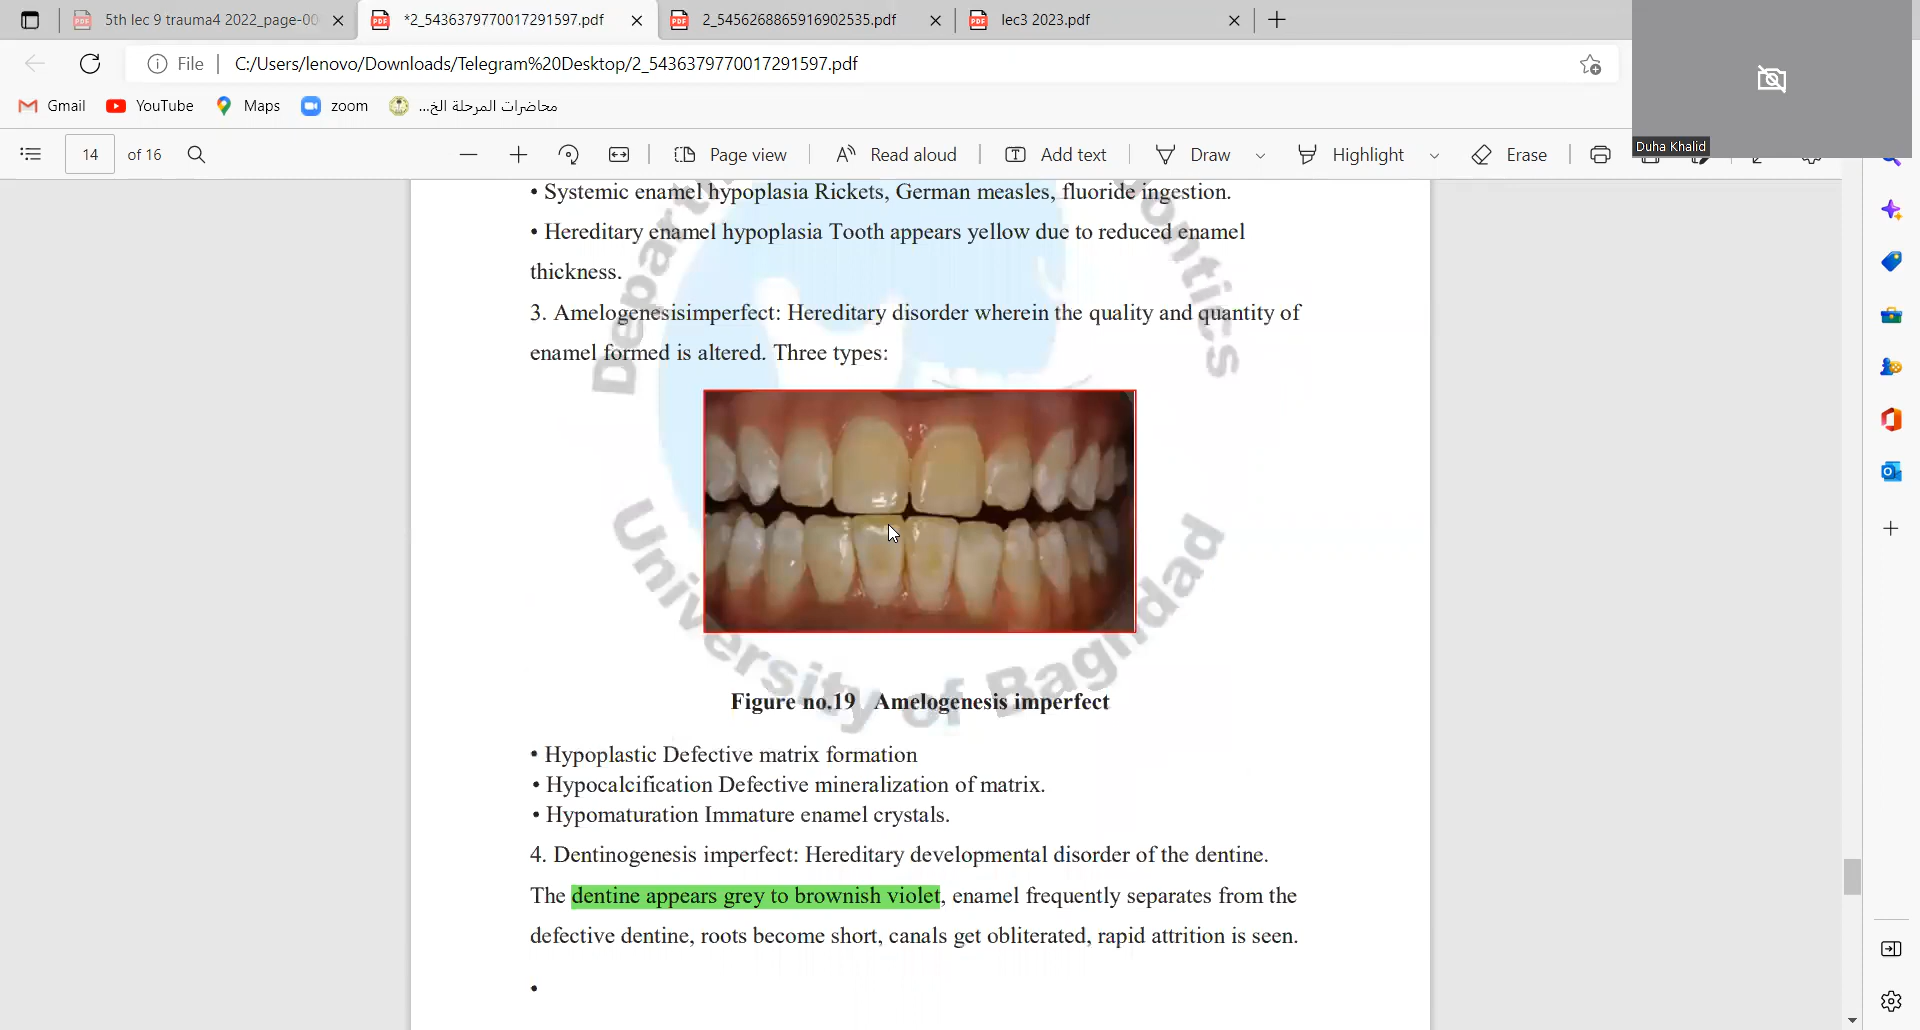 5th lec 9 trauma4 2022_page-00
*2_5436379770017291597.pdf
2_5456268865916902535.pdf
lec3 2023.pdf
File
C:/Users/lenovo/Downloads/Telegram%20Desktop/2_5436379770017291597.pdf
Gmail
YouTube
Maps
zoom
محاضرات المرحلة الخ...
Duha Khalid
14 of 16
Page view
Read aloud
Add text
Draw
Highlight
Erase
• Systemic enamel hypoplasia Rickets, German measles, fluoride ingestion.
• Hereditary enamel hypoplasia Tooth appears yellow due to reduced enamel
thickness.
3. Amelogenesisimperfect: Hereditary disorder wherein the quality and quantity of
enamel formed is altered. Three types:
Figure no.19 Amelogenesis imperfect
• Hypoplastic Defective matrix formation
• Hypocalcification Defective mineralization of matrix.
• Hypomaturation Immature enamel crystals.
4. Dentinogenesis imperfect: Hereditary developmental disorder of the dentine.
The dentine appears grey to brownish violet, enamel frequently separates from the
defective dentine, roots become short, canals get obliterated, rapid attrition is seen.
•
University of Baghdad